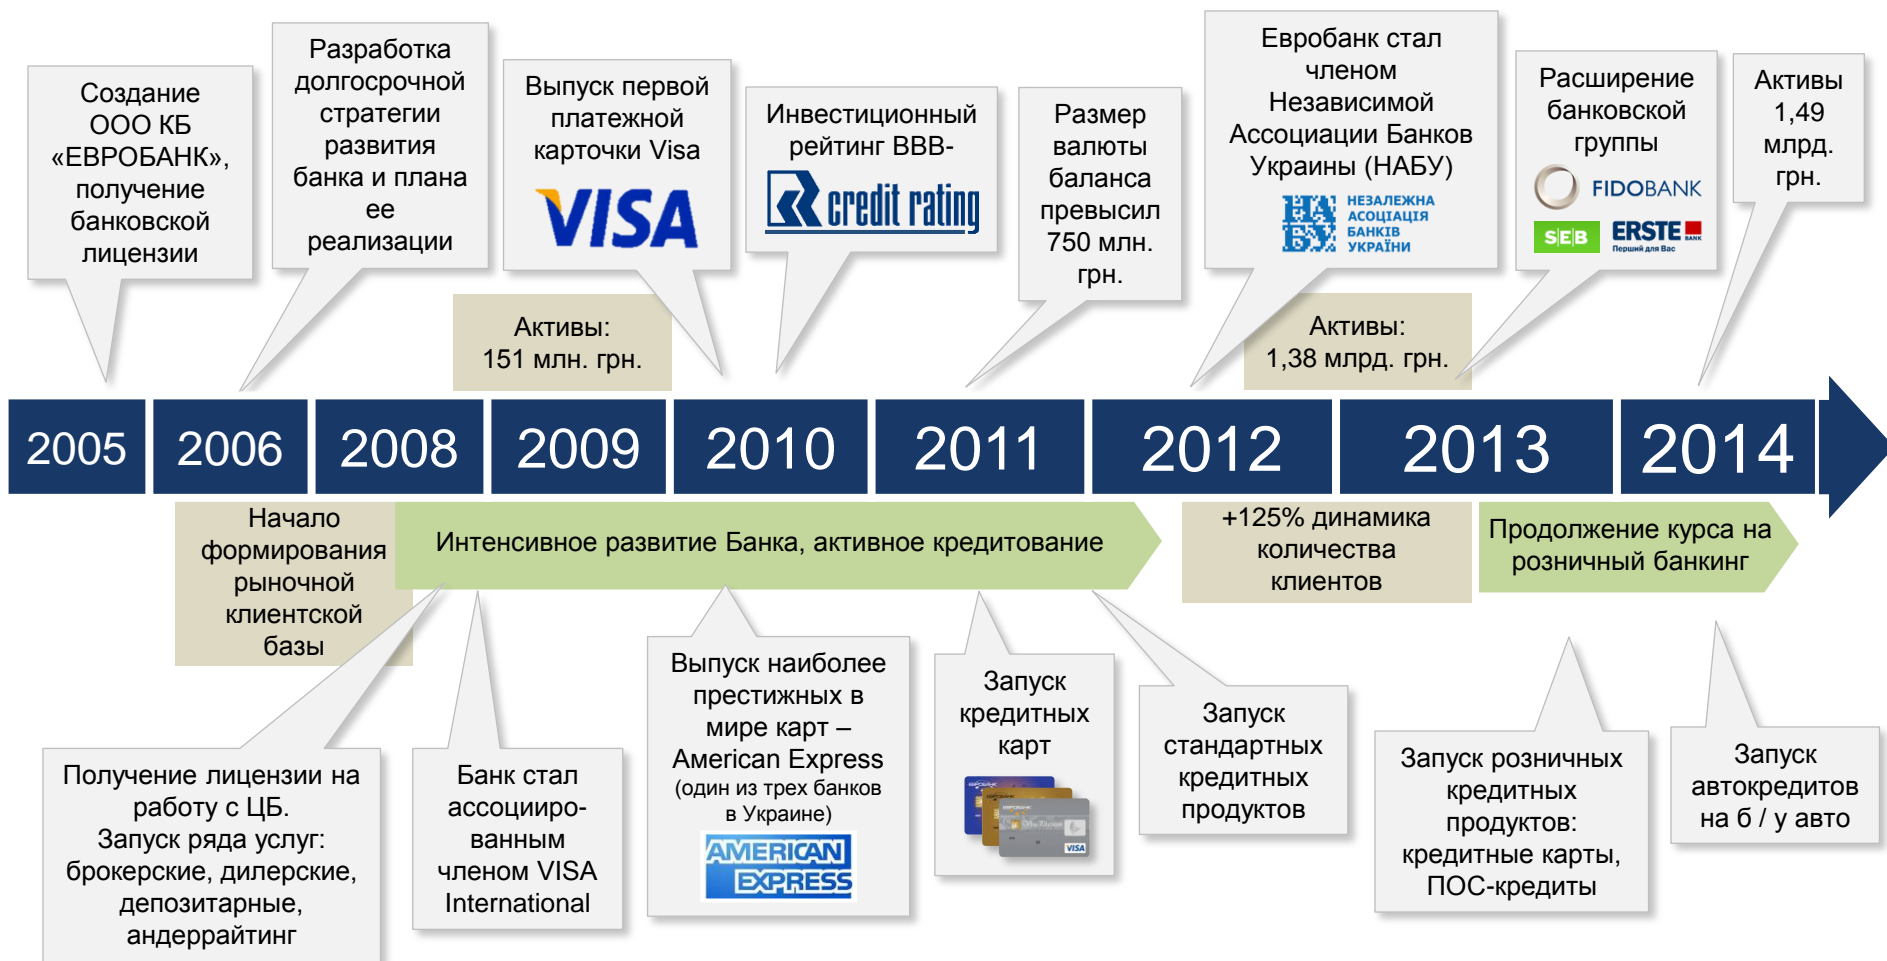 Создание
ООО КБ
«ЕВРОБАНК»,
получение
банковской
лицензии
Разработка
долгосрочной
стратегии
развития
банка и плана
ее
реализации
Выпуск первой
платежной
карточки Visa
VISA
Инвестиционный
рейтинг BBB-
credit rating
Размер
валюты
баланса
превысил
750 млн.
грн.
Евробанк стал
членом
Независимой
Ассоциации Банков
Украины (НАБУ)
НАБУ
НЕЗАЛЕЖНА
АСОЦІАЦІЯ
БАНКІВ
УКРАЇНИ
Расширение
банковской
группы
FIDOBANK
SEB
ERSTE BANK
Перший для Вас
Активы
1,49
млрд.
грн.
Активы:
151 млн. грн.
Активы:
1,38 млрд. грн.
2005 2006 2008 2009 2010 2011 2012 2013 2014
Начало
формирования
рыночной
клиентской
базы
Интенсивное развитие Банка, активное кредитование
+125% динамика
количества
клиентов
Продолжение курса на
розничный банкинг
Получение лицензии на
работу с ЦБ.
Запуск ряда услуг:
брокерские, дилерские,
депозитарные,
андеррайтинг
Банк стал
ассоцииро-
ванным
членом VISA
International
Выпуск наиболее
престижных в
мире карт –
American Express
(один из трех банков
в Украине)
AMERICAN
EXPRESS
Запуск
кредитных
карт
VISA
Запуск
стандартных
кредитных
продуктов
Запуск розничных
кредитных
продуктов:
кредитные карты,
ПОС-кредиты
Запуск
автокредитов
на б / у авто